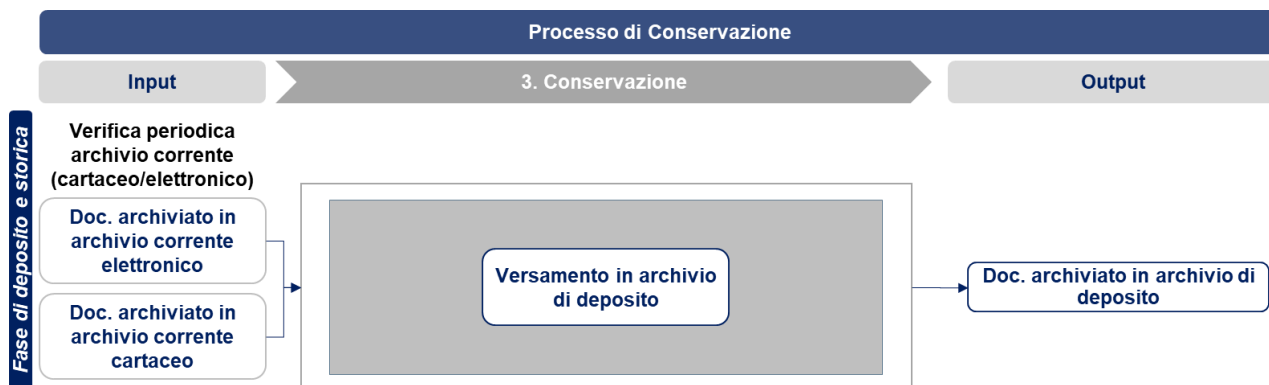 Processo di Conservazione
Input
3. Conservazione
Output
Fase di deposito e storica
Verifica periodica
archivio corrente
(cartaceo/elettronico)
Doc. archiviato in
archivio corrente
elettronico
Doc. archiviato in
archivio corrente
cartaceo
Versamento in archivio
di deposito
Doc. archiviato in archivio di
deposito